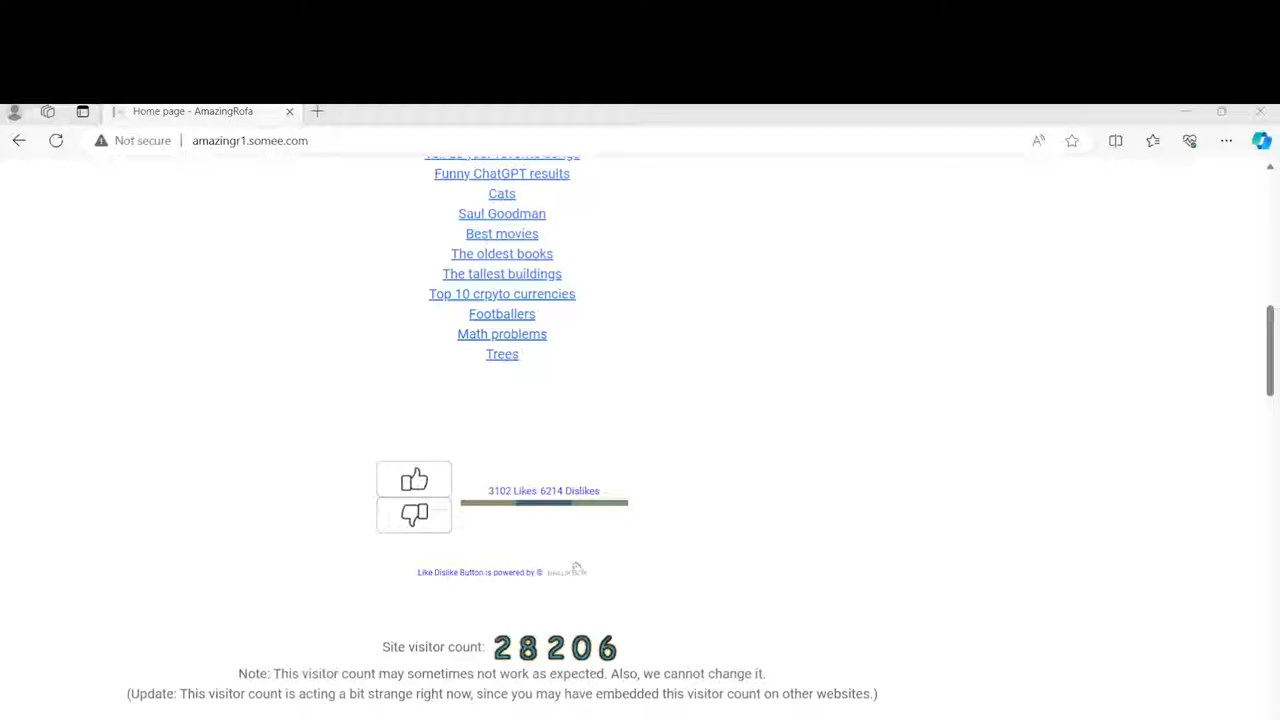 Home page - AmazingRofa
Not secure
amazingr1.somee.com
Funny ChatGPT results
Cats
Saul Goodman
Best movies
The oldest books
The tallest buildings
Top 10 crpyto currencies
Footballers
Math problems
Trees
3102 Likes 6214 Dislikes
Like Dislike Button is powered by ©
Site visitor count: 28206
Note: This visitor count may sometimes not work as expected. Also, we cannot change it.
(Update: This visitor count is acting a bit strange right now, since you may have embedded this visitor count on other websites.)